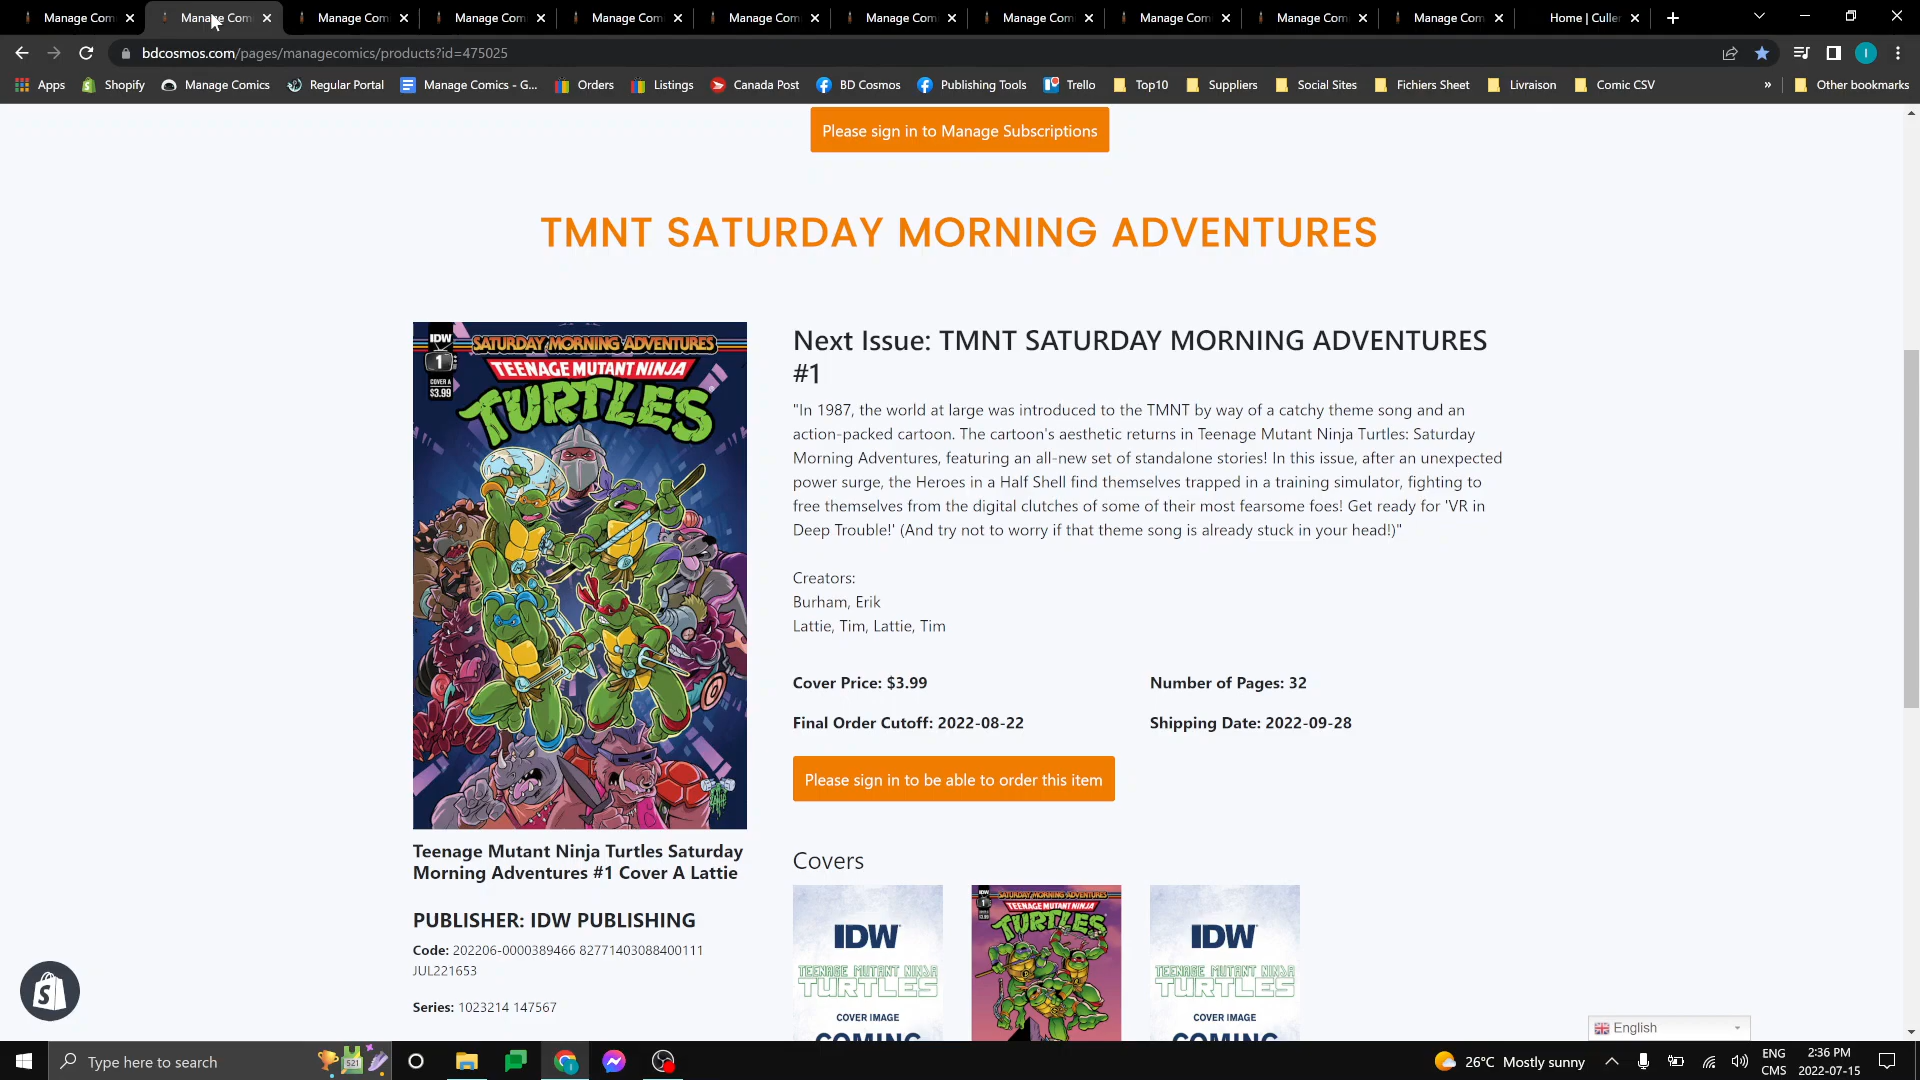 Manage Com
Manage Com
Manage Com
Manage Com
Manage Com
Manage Com
Manage Com
Manage Com
Manage Com
Manage Com
Manage Com
Home | Culle
bdcosmos.com/pages/managecomics/products?id=475025
I
Apps
Shopify
Manage Comics
Regular Portal
Manage Comics - G...
Orders
Listings
Canada Post
BD Cosmos
Publishing Tools
Trello
Top10
Suppliers
Social Sites
Fichiers Sheet
Livraison
Comic CSV
»
Other bookmarks
Please sign in to Manage Subscriptions
TMNT SATURDAY MORNING ADVENTURES
IDW
1
COVER A
$3.99
SATURDAY MORNING ADVENTURES
TEENAGE MUTANT NINJA
TURTLES
Next Issue: TMNT SATURDAY MORNING ADVENTURES
#1
"In 1987, the world at large was introduced to the TMNT by way of a catchy theme song and an
action-packed cartoon. The cartoon's aesthetic returns in Teenage Mutant Ninja Turtles: Saturday
Morning Adventures, featuring an all-new set of standalone stories! In this issue, after an unexpected
power surge, the Heroes in a Half Shell find themselves trapped in a training simulator, fighting to
free themselves from the digital clutches of some of their most fearsome foes! Get ready for 'VR in
Deep Trouble!' (And try not to worry if that theme song is already stuck in your head!)"
Creators:
Burham, Erik
Lattie, Tim, Lattie, Tim
Cover Price: $3.99
Number of Pages: 32
Final Order Cutoff: 2022-08-22
Shipping Date: 2022-09-28
Please sign in to be able to order this item
Teenage Mutant Ninja Turtles Saturday
Morning Adventures #1 Cover A Lattie
PUBLISHER: IDW PUBLISHING
Code: 202206-0000389466 82771403088400111
JUL221653
Series: 1023214 147567
Covers
IDW
TEENAGE MUTANT NINJA
TURTLES
COVER IMAGE
COMING
IDW
1
SATURDAY MORNING ADVENTURES
TEENAGE MUTANT NINJA
TURTLES
IDW
TEENAGE MUTANT NINJA
TURTLES
COVER IMAGE
COMING
English
Type here to search
521
26°C Mostly sunny
ENG
CMS
2:36 PM
2022-07-15